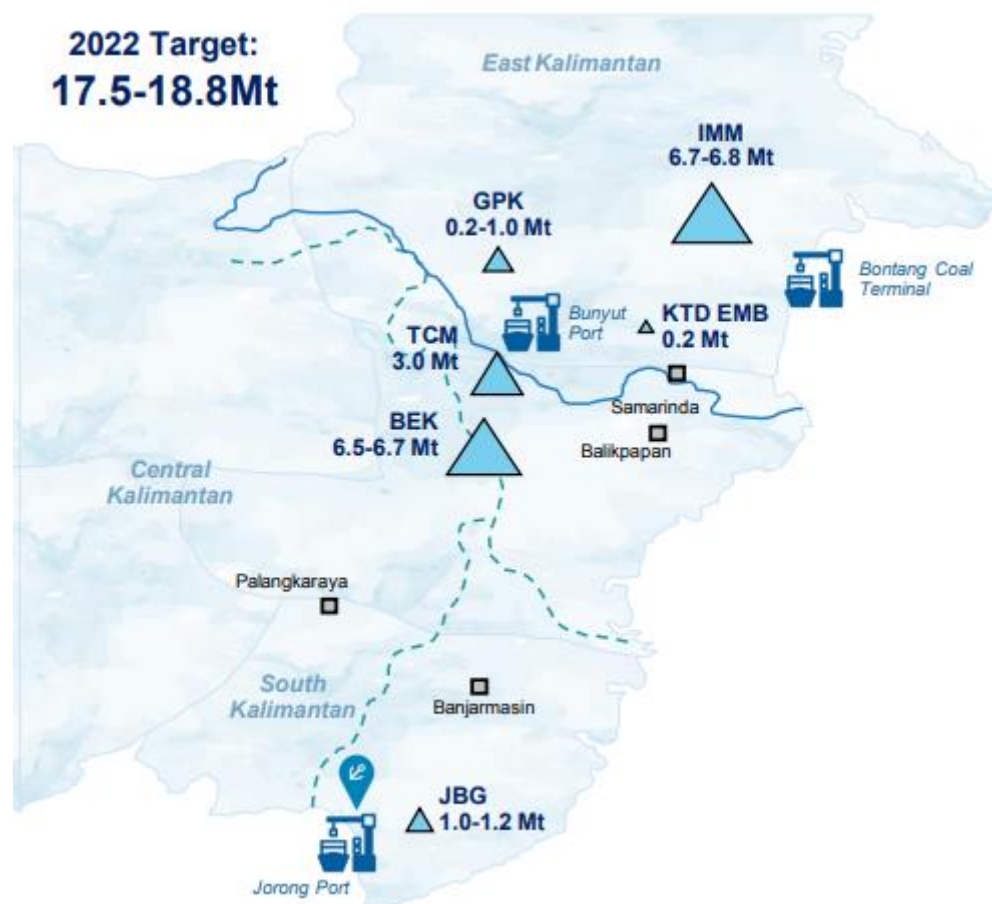 2022 Target:
17.5-18.8Mt
East Kalimantan
IMM
6.7-6.8 Mt
GPK
0.2-1.0 Mt
Bontang Coal
Terminal
Bunyut
Port
KTD EMB
0.2 Mt
TCM
3.0 Mt
Samarinda
BEK
6.5-6.7 Mt
Balikpapan
Central
Kalimantan
Palangkaraya
South
Kalimantan
Banjarmasin
JBG
1.0-1.2 Mt
Jorong Port